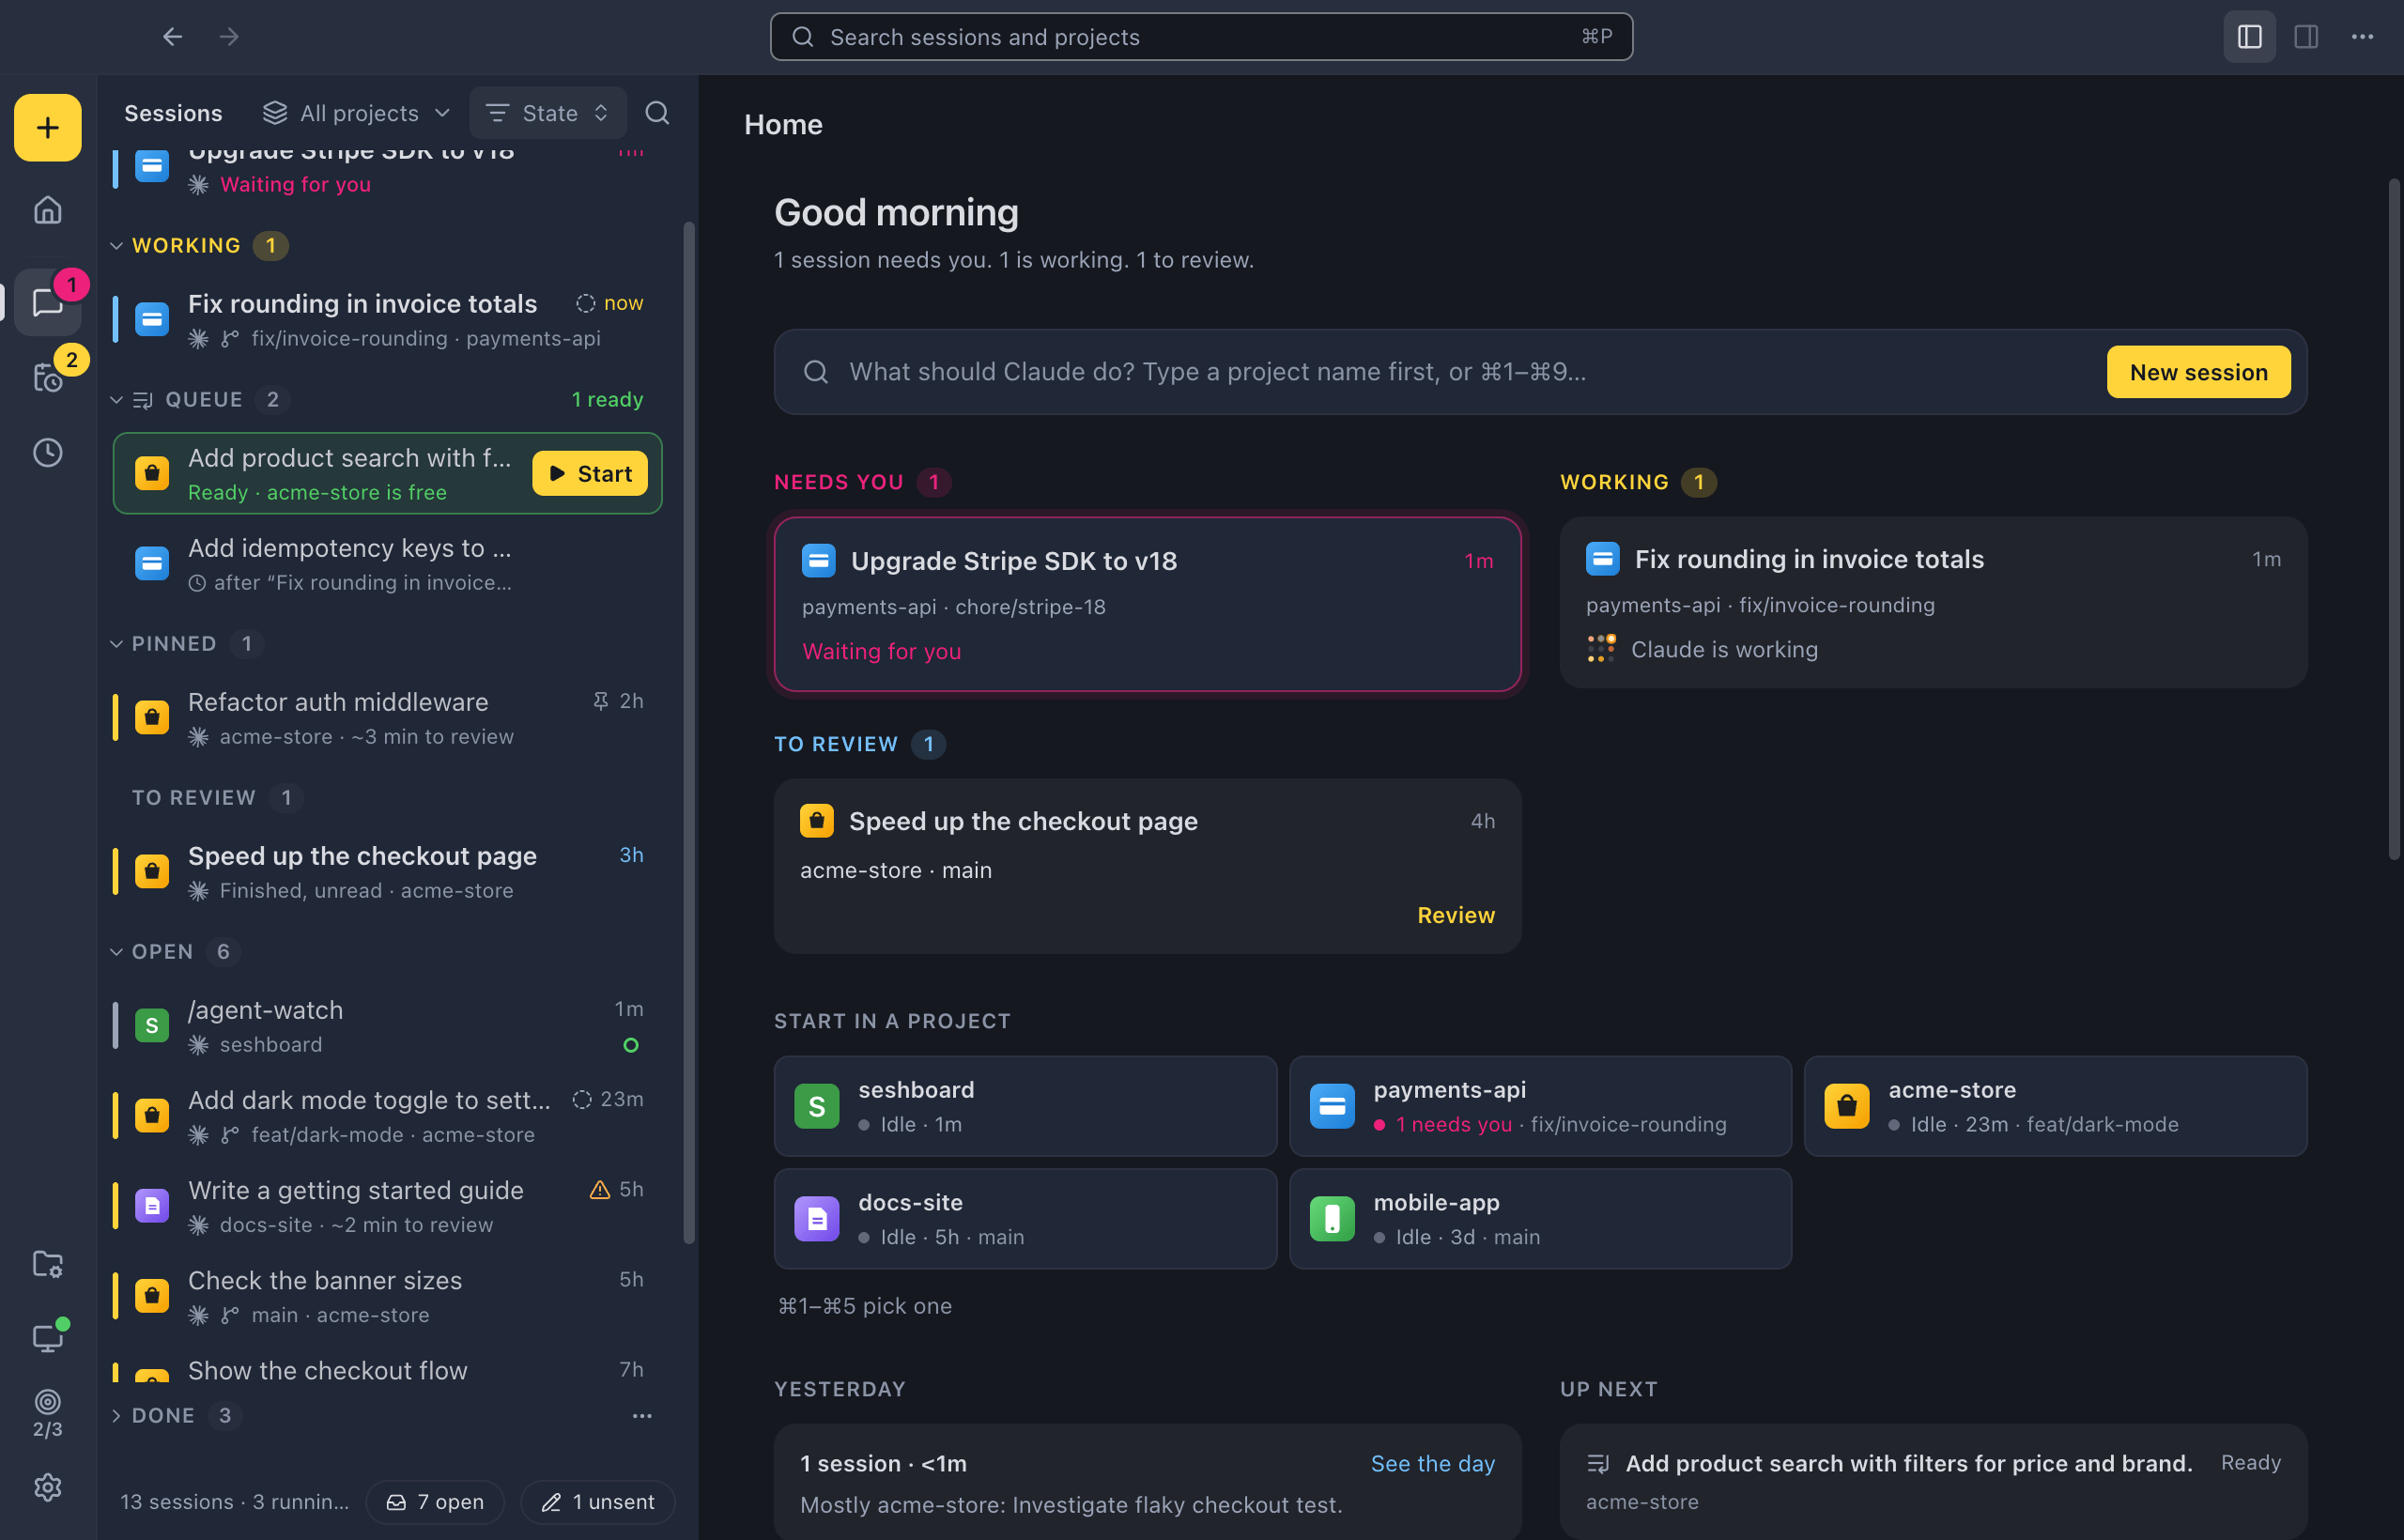 Search sessions and projects ⌘P
Sessions All projects State
Upgrade Stripe SDK to v18 1m
Waiting for you
WORKING 1
Fix rounding in invoice totals now
fix/invoice-rounding · payments-api
QUEUE 2 1 ready
Add product search with f... Start
Ready · acme-store is free
Add idempotency keys to ...
after “Fix rounding in invoice...
PINNED 1
Refactor auth middleware 2h
acme-store · ~3 min to review
TO REVIEW 1
Speed up the checkout page 3h
Finished, unread · acme-store
OPEN 6
S /agent-watch 1m
seshboard
Add dark mode toggle to sett... 23m
feat/dark-mode · acme-store
Write a getting started guide 5h
docs-site · ~2 min to review
Check the banner sizes 5h
main · acme-store
Show the checkout flow 7h
DONE 3
13 sessions · 3 runnin... 7 open 1 unsent
1
2
2/3
Home
Good morning
1 session needs you. 1 is working. 1 to review.
What should Claude do? Type a project name first, or ⌘1–⌘9... New session
NEEDS YOU 1
Upgrade Stripe SDK to v18 1m
payments-api · chore/stripe-18
Waiting for you
WORKING 1
Fix rounding in invoice totals 1m
payments-api · fix/invoice-rounding
Claude is working
TO REVIEW 1
Speed up the checkout page 4h
acme-store · main
Review
START IN A PROJECT
S seshboard
Idle · 1m
payments-api
1 needs you · fix/invoice-rounding
acme-store
Idle · 23m · feat/dark-mode
docs-site
Idle · 5h · main
mobile-app
Idle · 3d · main
⌘1–⌘5 pick one
YESTERDAY
1 session · <1m See the day
Mostly acme-store: Investigate flaky checkout test.
UP NEXT
Add product search with filters for price and brand. Ready
acme-store